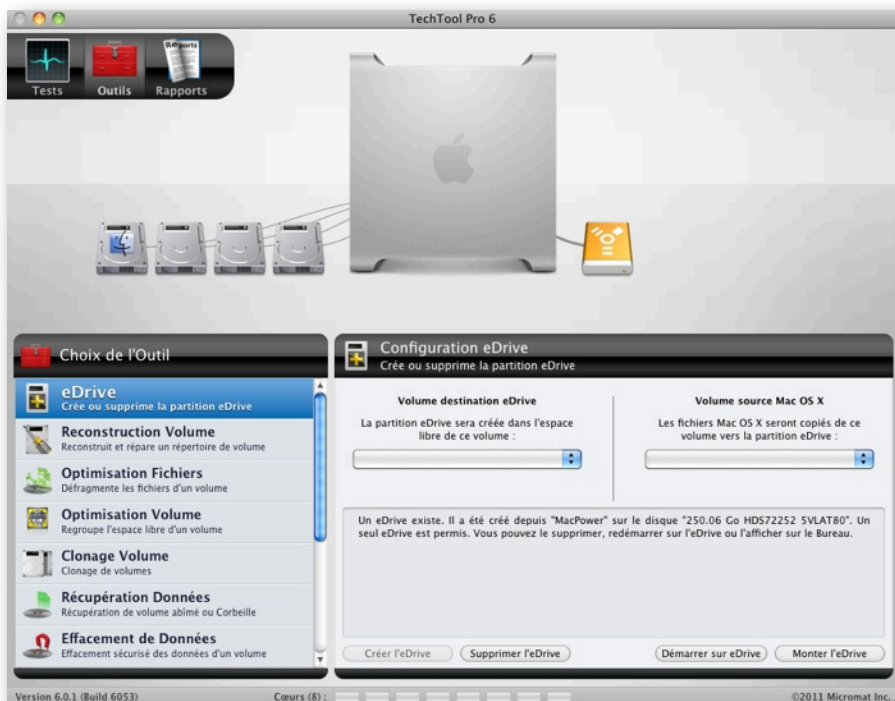 TechTool Pro 6
Reports
Tests
Outils
Rapports
Choix de l'Outil
eDrive
Crée ou supprime la partition eDrive
Reconstruction Volume
Reconstruit et répare un répertoire de volume
Optimisation Fichiers
Défragmente les fichiers d'un volume
Optimisation Volume
Regroupe l'espace libre d'un volume
Clonage Volume
Clonage de volumes
Récupération Données
Récupération de volume abîmé ou Corbeille
Effacement de Données
Effacement sécurisé des données d'un volume
Configuration eDrive
Crée ou supprime la partition eDrive
Volume destination eDrive
La partition eDrive sera créée dans l'espace
libre de ce volume :
Volume source Mac OS X
Les fichiers Mac OS X seront copiés de ce
volume vers la partition eDrive :
Un eDrive existe. Il a été créé depuis "MacPower" sur le disque "250.06 Go HDS72252 5VLAT80". Un
seul eDrive est permis. Vous pouvez le supprimer, redémarrer sur l'eDrive ou l'afficher sur le Bureau.
Créer l'eDrive
Supprimer l'eDrive
Démarrer sur eDrive
Monter l'eDrive
Version 6.0.1 (Build 6053)
Cœurs (8) :
©2011 Micromat Inc.